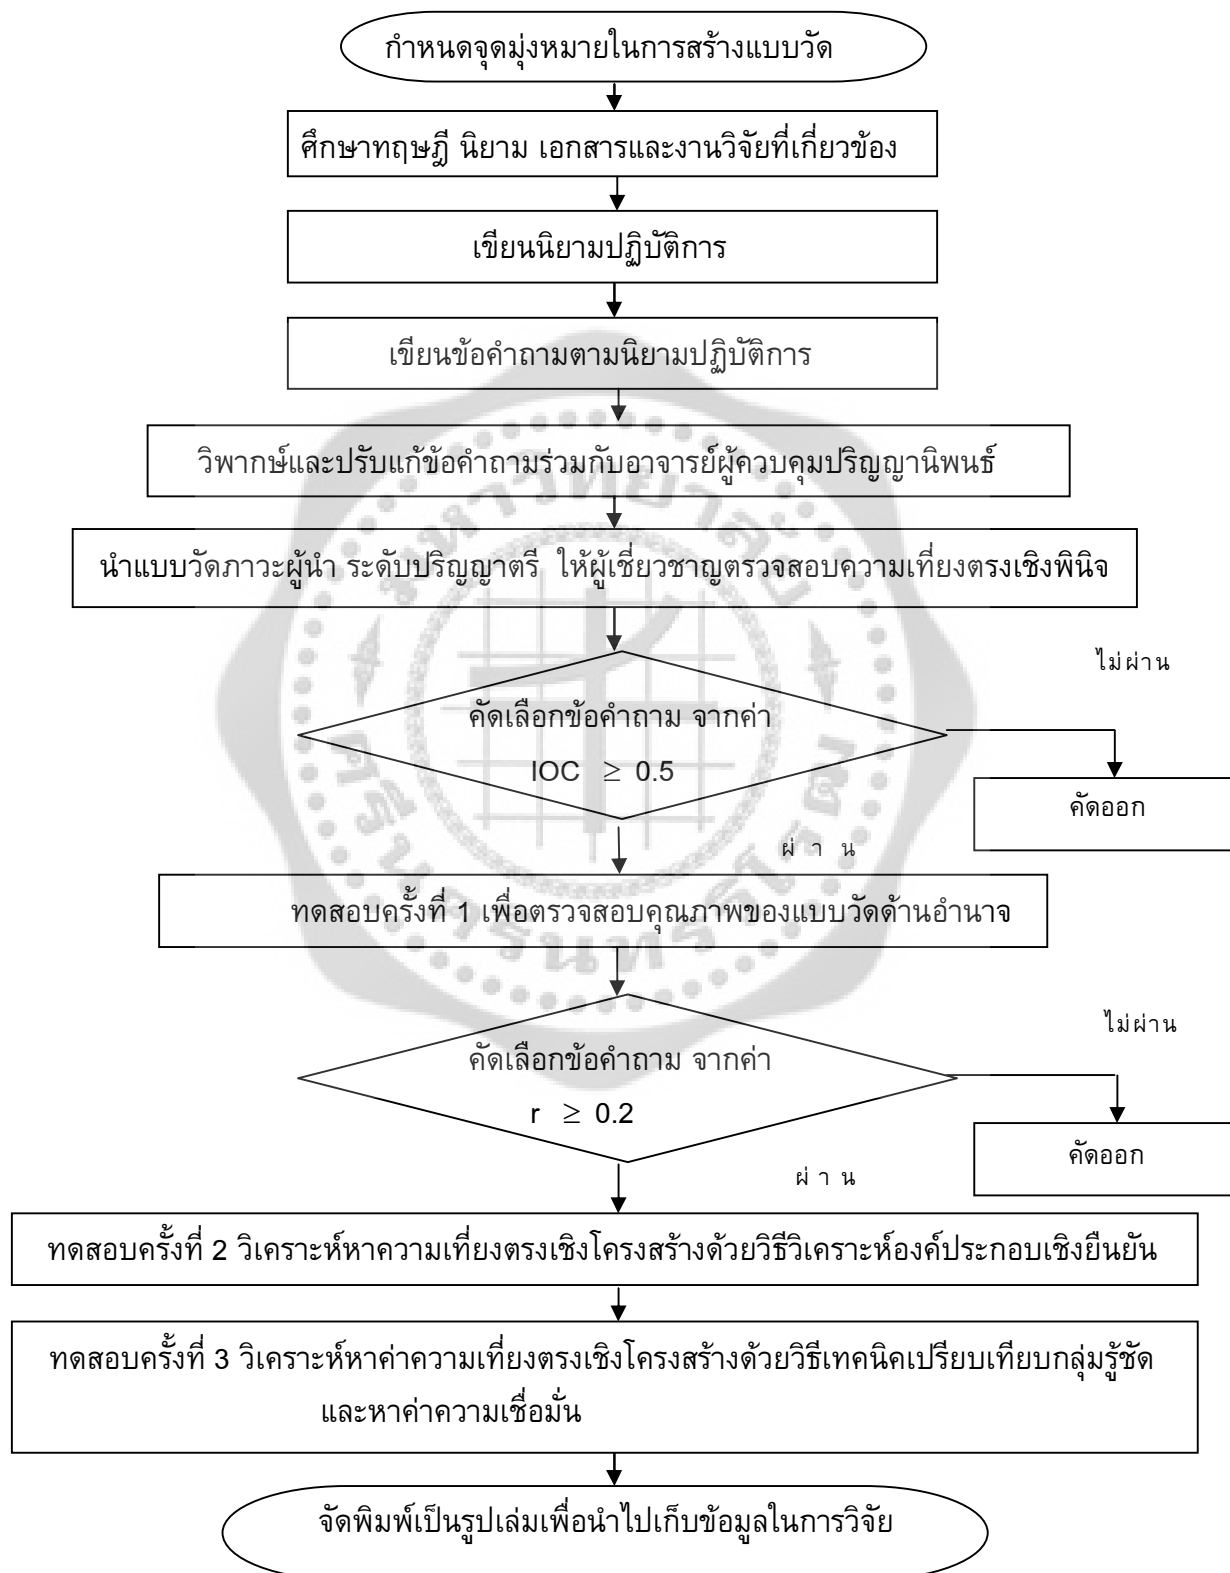 กำหนดจุดมุ่งหมายในการสร้างแบบวัด
ศึกษาทฤษฎี นิยาม เอกสารและงานวิจัยที่เกี่ยวข้อง
เขียนนิยามปฏิบัติการ
เขียนข้อคำถามตามนิยามปฏิบัติการ
วิพากษ์และปรับแก้ข้อคำถามร่วมกับอาจารย์ผู้ควบคุมปริญญานิพนธ์
นำแบบวัดภาวะผู้นำ ระดับปริญญาตรี ให้ผู้เชี่ยวชาญตรวจสอบความเที่ยงตรงเชิงพินิจ
ไม่ผ่าน
คัดเลือกข้อคำถาม จากค่า
IOC ≥ 0.5
คัดออก
ผ่าน
ทดสอบครั้งที่ 1 เพื่อตรวจสอบคุณภาพของแบบวัดด้านอำนาจ
ไม่ผ่าน
คัดเลือกข้อคำถาม จากค่า
r ≥ 0.2
คัดออก
ผ่าน
ทดสอบครั้งที่ 2 วิเคราะห์หาความเที่ยงตรงเชิงโครงสร้างด้วยวิธีวิเคราะห์องค์ประกอบเชิงยืนยัน
ทดสอบครั้งที่ 3 วิเคราะห์หาค่าความเที่ยงตรงเชิงโครงสร้างด้วยวิธีเทคนิคเปรียบเทียบกลุ่มรู้ชัด
และหาค่าความเชื่อมั่น
จัดพิมพ์เป็นรูปเล่มเพื่อนำไปเก็บข้อมูลในการวิจัย
มหาวิทยาลัย
ศรีนครินทรวิโรฒ